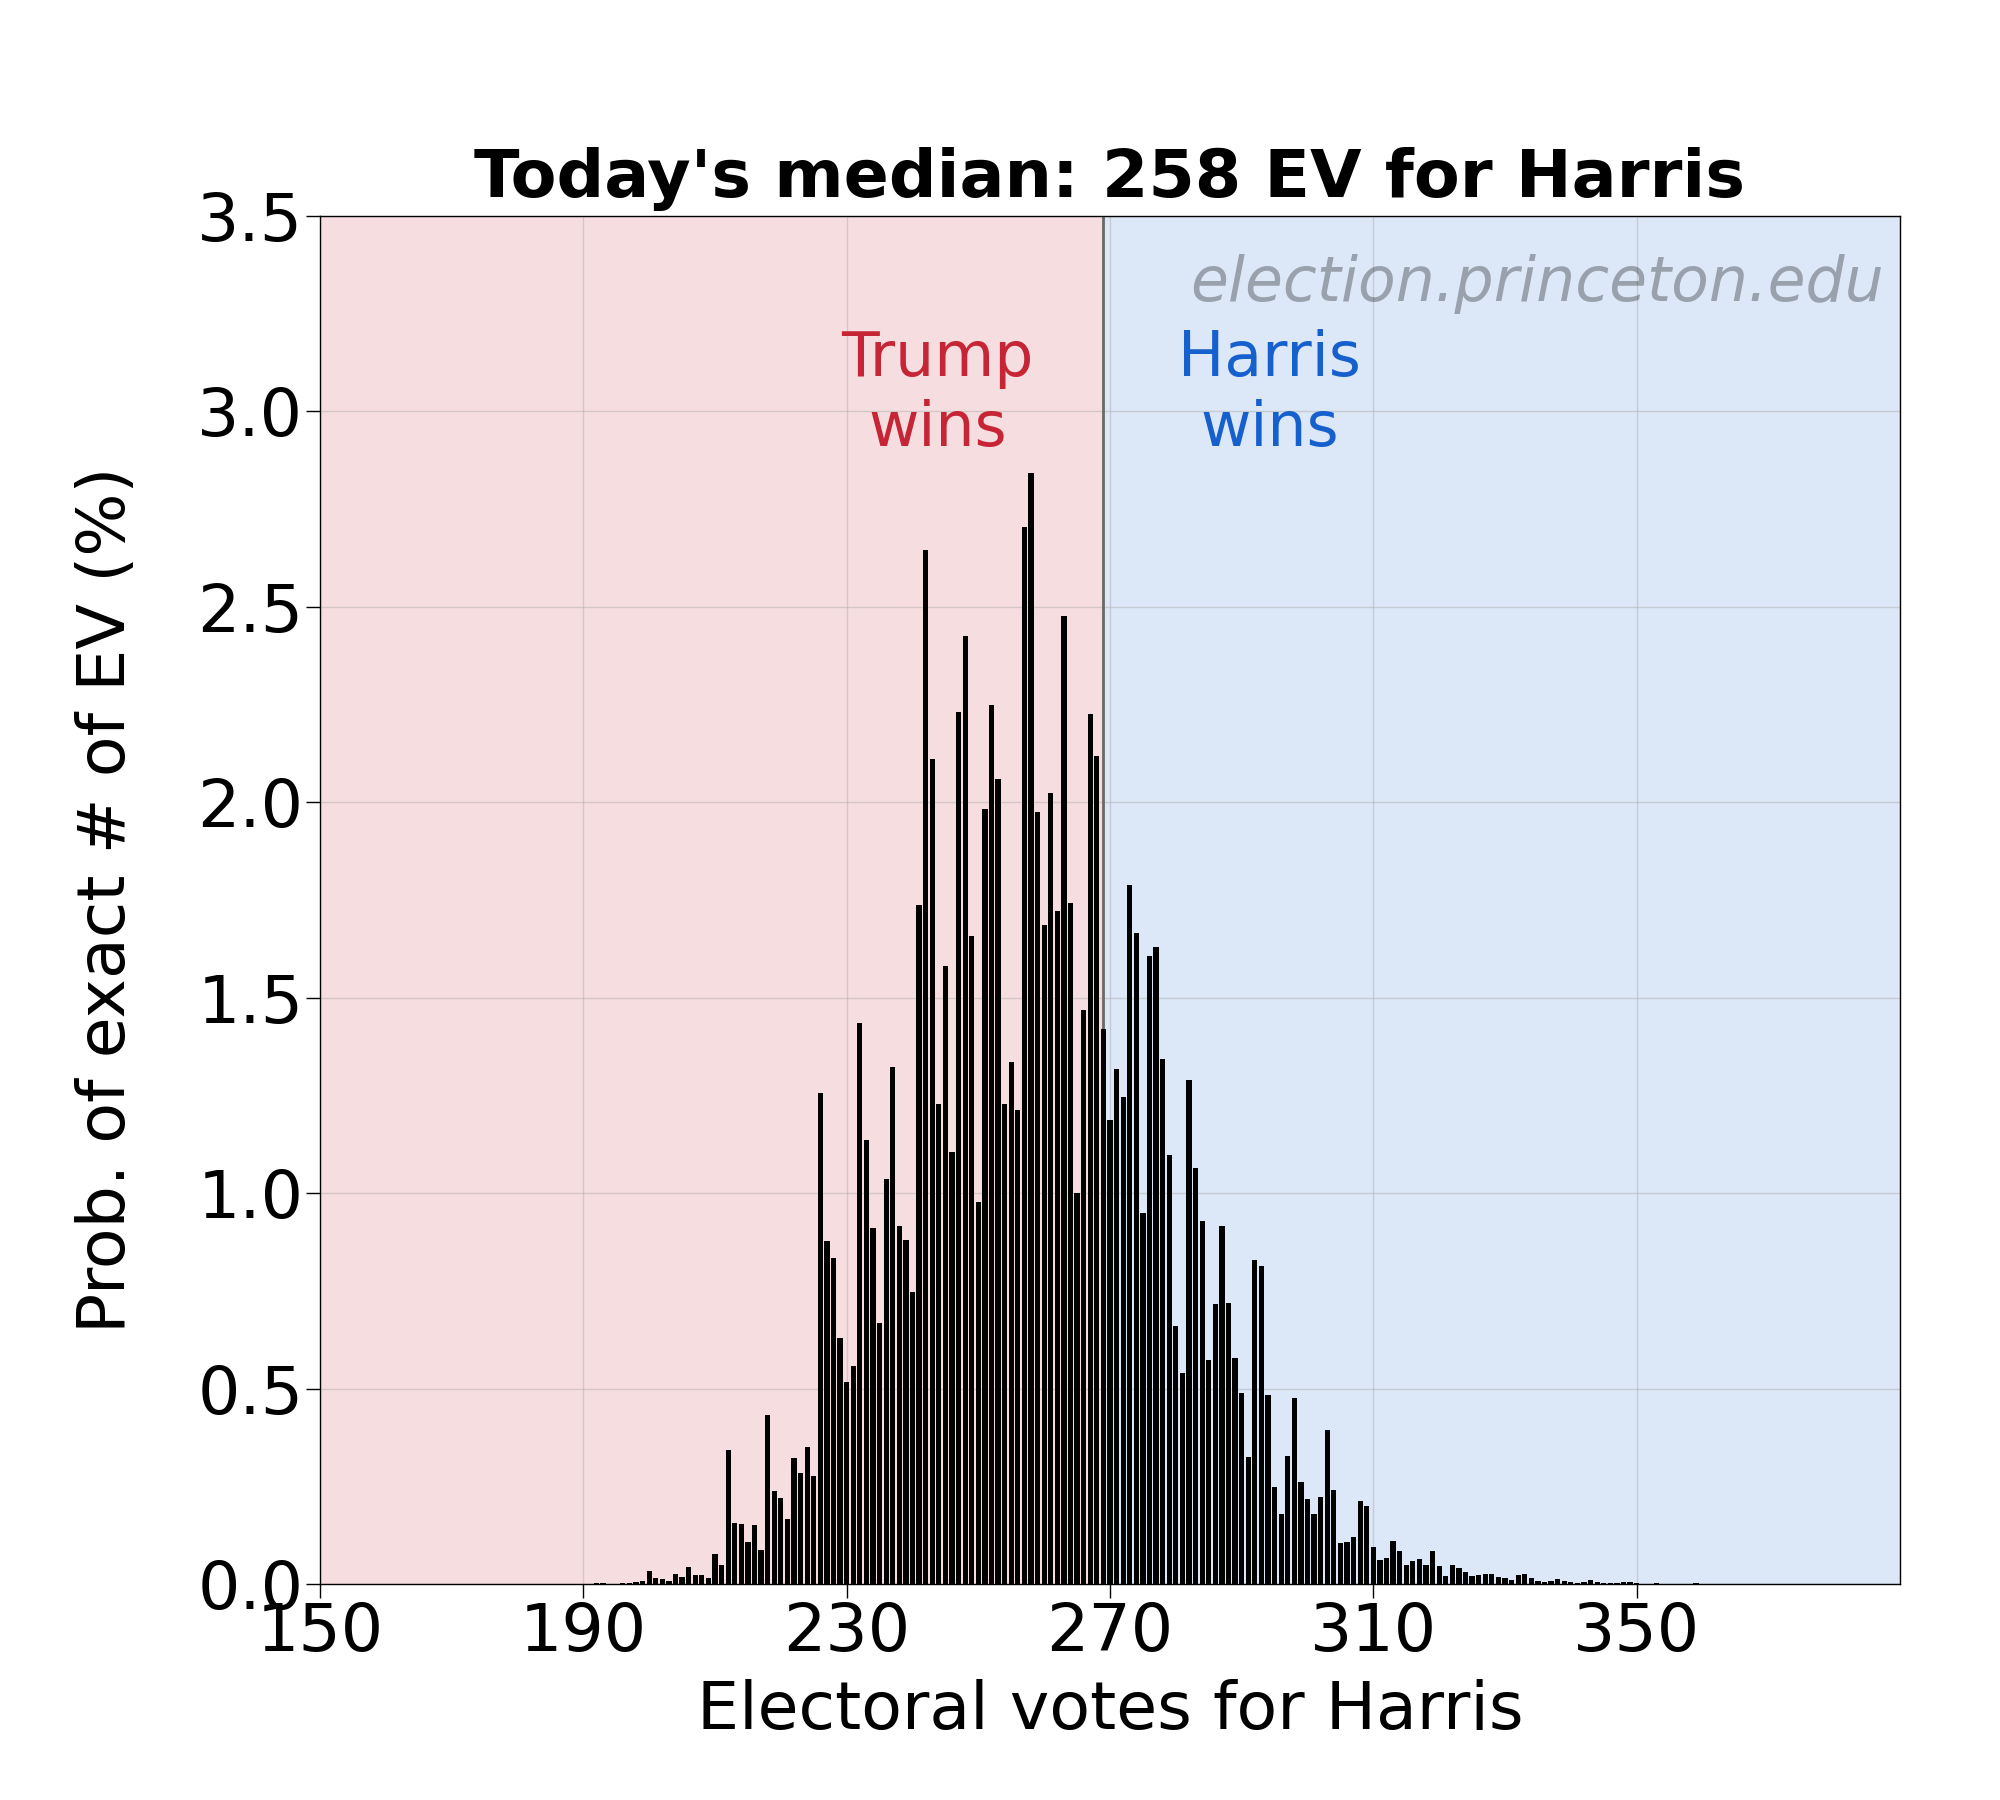 Today's median: 258 EV for Harris
election.princeton.edu
Trump
wins
Harris
wins
Prob. of exact # of EV (%)
3.5
3.0
2.5
2.0
1.5
1.0
0.5
0.0
150 190 230 270 310 350
Electoral votes for Harris